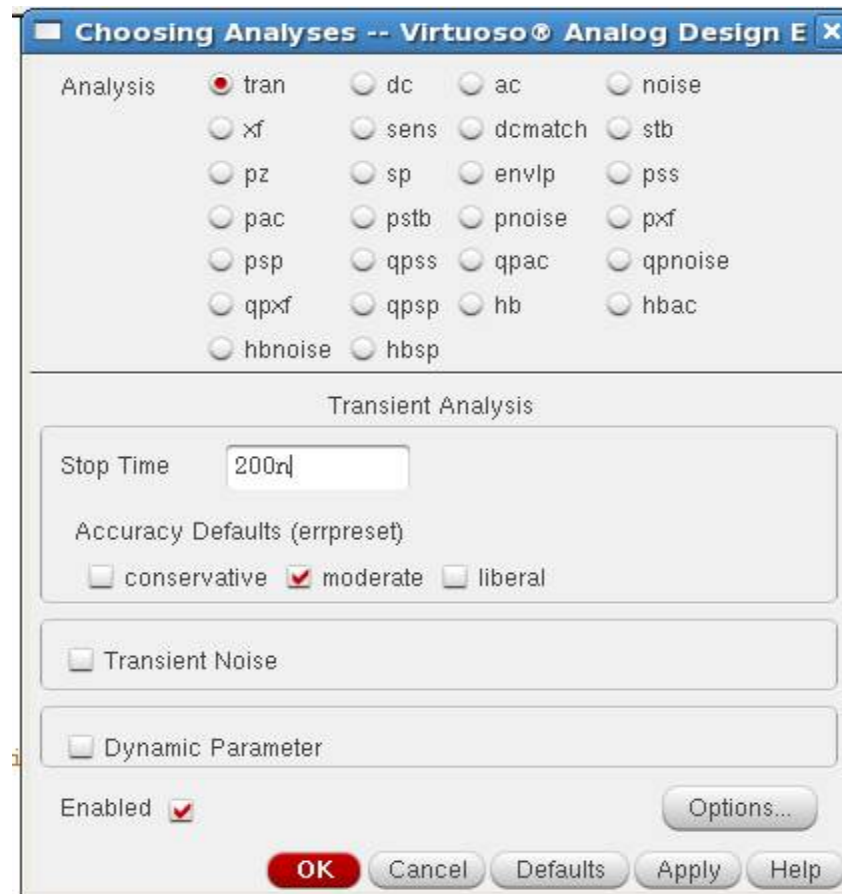 Choosing Analyses -- Virtuoso® Analog Design E
Analysis tran dc ac noise
xf sens dcmatch stb
pz sp envlp pss
pac pstb pnoise pxf
psp qpss qpac qpnoise
qpxf qpsp hb hbac
hbnoise hbsp
Transient Analysis
Stop Time 200n
Accuracy Defaults (errpreset)
conservative moderate liberal
Transient Noise
Dynamic Parameter
Enabled Options...
OK Cancel Defaults Apply Help